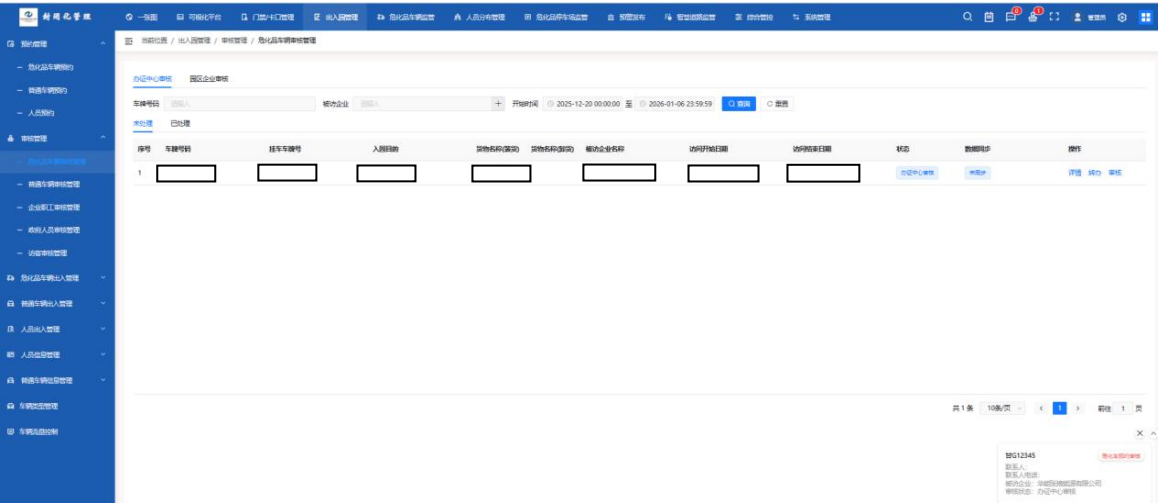 封闭化管理
一张图 可视化平台 门禁/卡口管理 出入园管理 危化品车辆监管 人员分布管理 危化品停车场监管 预警发布 智慧道路监管 综合管控 系统管理 管理员
当前位置 / 出入园管理 / 审核管理 / 危化品车辆审核管理
预约管理
危化品车辆预约
普通车辆预约
人员预约
审核管理
危化品车辆审核管理
普通车辆审核管理
企业职工审核管理
政府人员审核管理
访客审核管理
危化品车辆出入管理
普通车辆出入管理
人员出入管理
人员信息管理
普通车辆信息管理
车辆类型管理
车辆流量控制
办证中心审核 园区企业审核
车牌号码 请输入 被访企业 请输入 + 开始时间 2025-12-20 00:00:00 至 2026-01-06 23:59:59 查询 重置
未处理 已处理
序号 车牌号码 挂车车牌号 入园目的 货物名称(装货) 货物名称(卸货) 被访企业名称 访问开始日期 访问结束日期 状态 数据同步 操作
1 办证中心审核 未同步 详情 转办 审核
共 1 条 10条/页 1 前往 1 页
G12345 危化车预约审核
联系人:
联系人电话:
审核状态: 办证中心审核